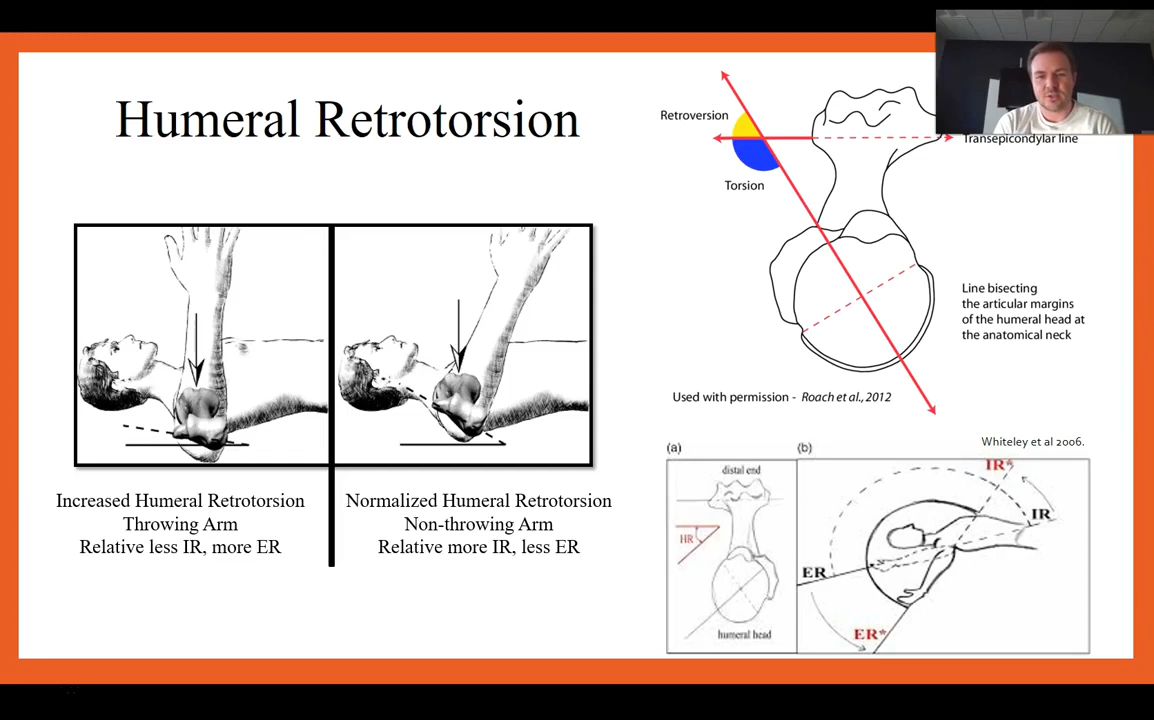 Humeral Retrotorsion
Increased Humeral Retrotorsion
Throwing Arm
Relative less IR, more ER
Normalized Humeral Retrotorsion
Non-throwing Arm
Relative more IR, less ER
Retroversion
Torsion
Transepicondylar line
Line bisecting
the articular margins
of the humeral head at
the anatomical neck
Used with permission - Roach et al., 2012
Whiteley et al 2006.
(a)
distal end
HR
humeral head
(b)
IR*
IR
ER
ER*